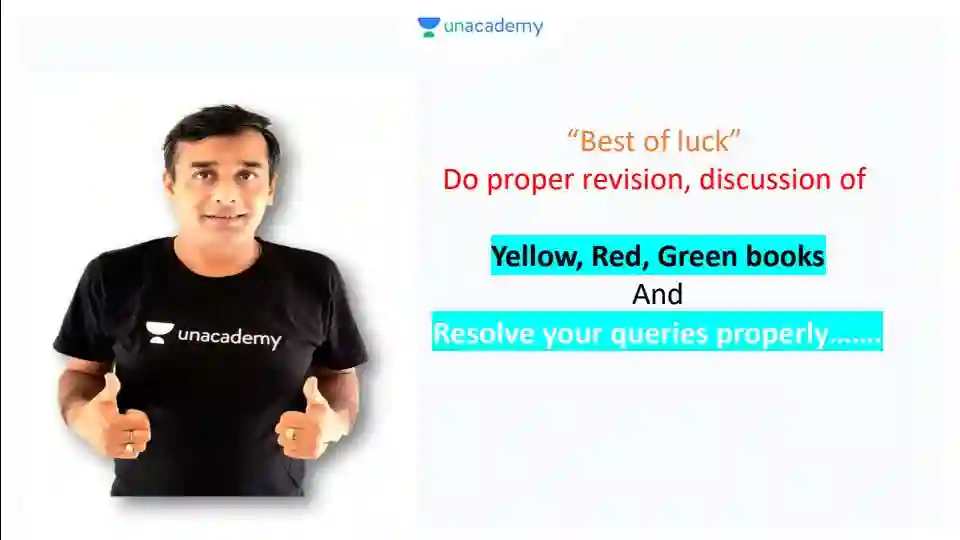 unacademy
“Best of luck”
Do proper revision, discussion of
Yellow, Red, Green books
And
Resolve your queries properly.......
unacademy